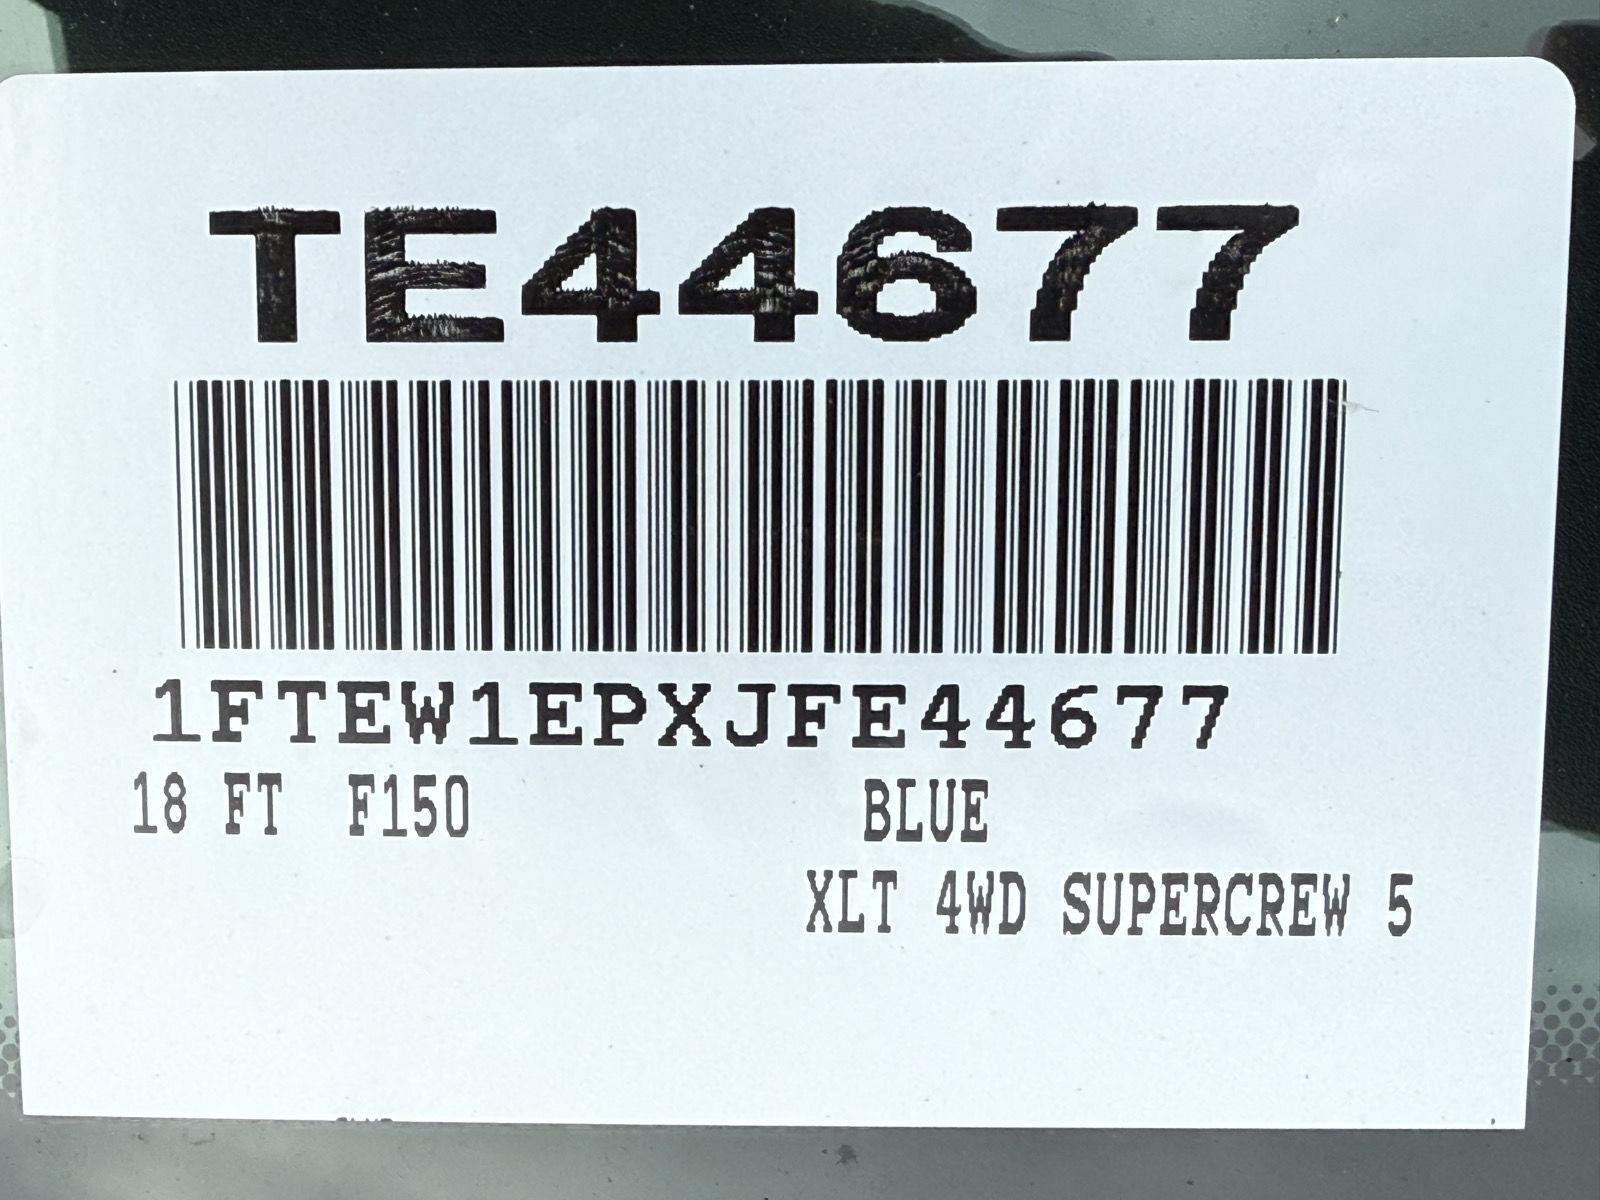 TE44677
1FTEW1EPXJFE44677
18 FT F150 BLUE
XLT 4WD SUPERCREW 5